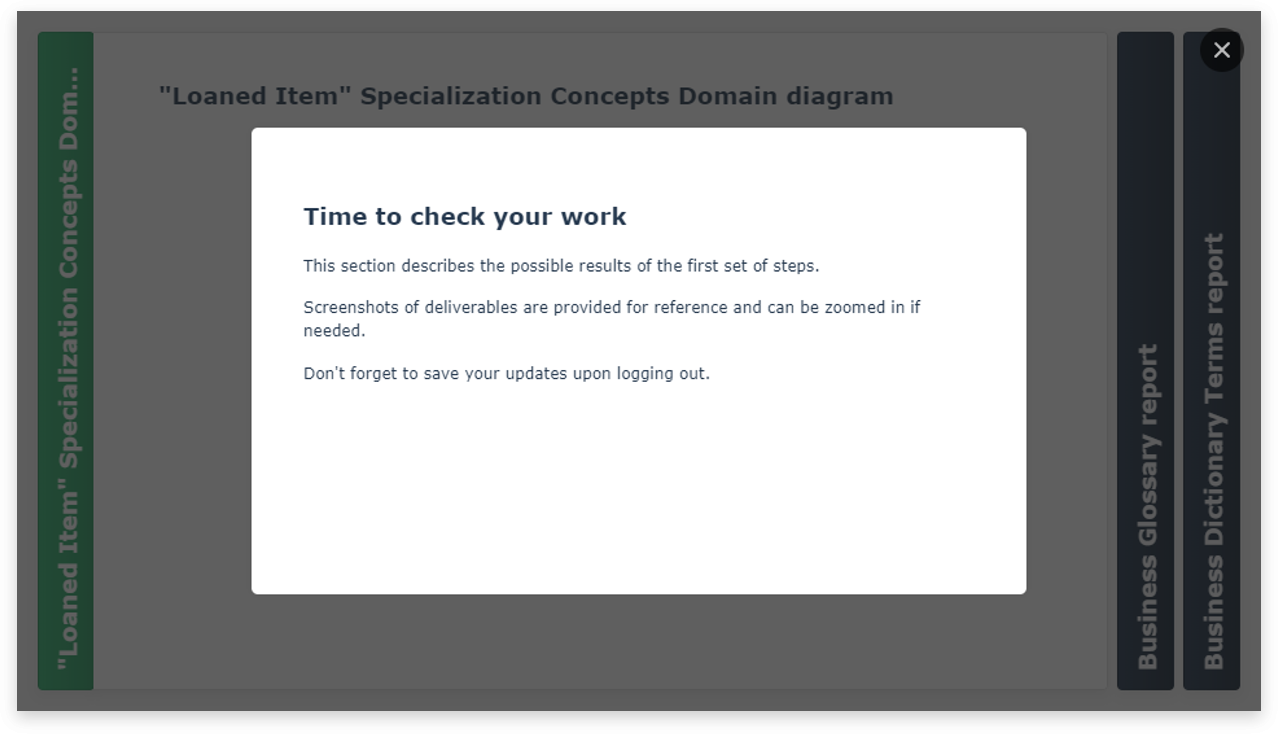 "Loaned Item" Specialization Concepts Dom...
"Loaned Item" Specialization Concepts Domain diagram
Time to check your work
This section describes the possible results of the first set of steps.
Screenshots of deliverables are provided for reference and can be zoomed in if
needed.
Don't forget to save your updates upon logging out.
Business Glossary report
Business Dictionary Terms report